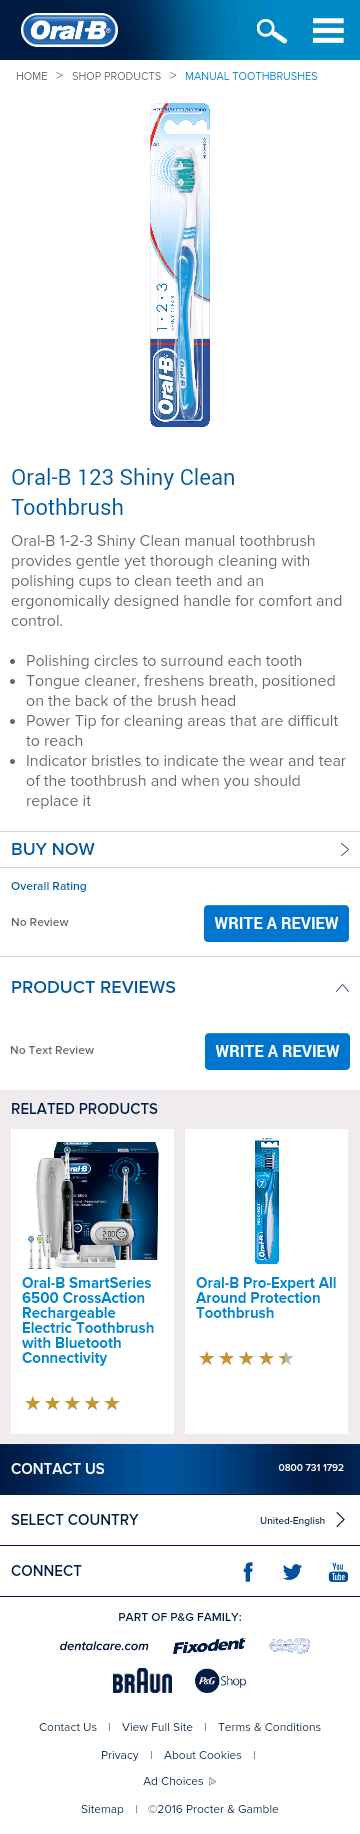 Oral-B
HOME > SHOP PRODUCTS > MANUAL TOOTHBRUSHES
1·2·3
SHINY CLEAN
Oral-B
Oral-B
Oral-B 123 Shiny Clean
Toothbrush
Oral-B 1-2-3 Shiny Clean manual toothbrush
provides gentle yet thorough cleaning with
polishing cups to clean teeth and an
ergonomically designed handle for comfort and
control.
• Polishing circles to surround each tooth
• Tongue cleaner, freshens breath, positioned
on the back of the brush head
• Power Tip for cleaning areas that are difficult
to reach
• Indicator bristles to indicate the wear and tear
of the toothbrush and when you should
replace it
BUY NOW
Overall Rating
No Review
WRITE A REVIEW
PRODUCT REVIEWS
No Text Review
WRITE A REVIEW
RELATED PRODUCTS
Oral-B
Oral-B
Oral-B SmartSeries
6500 CrossAction
Rechargeable
Electric Toothbrush
with Bluetooth
Connectivity
Oral-B Pro-Expert All
Around Protection
Toothbrush
CONTACT US
0800 731 1792
SELECT COUNTRY
United-English
CONNECT
f
You
Tube
PART OF P&G FAMILY:
dentalcare.com
Fixodent
BRAUN
P&G Shop
Contact Us | View Full Site | Terms & Conditions
Privacy | About Cookies |
Ad Choices
Sitemap | ©2016 Procter & Gamble